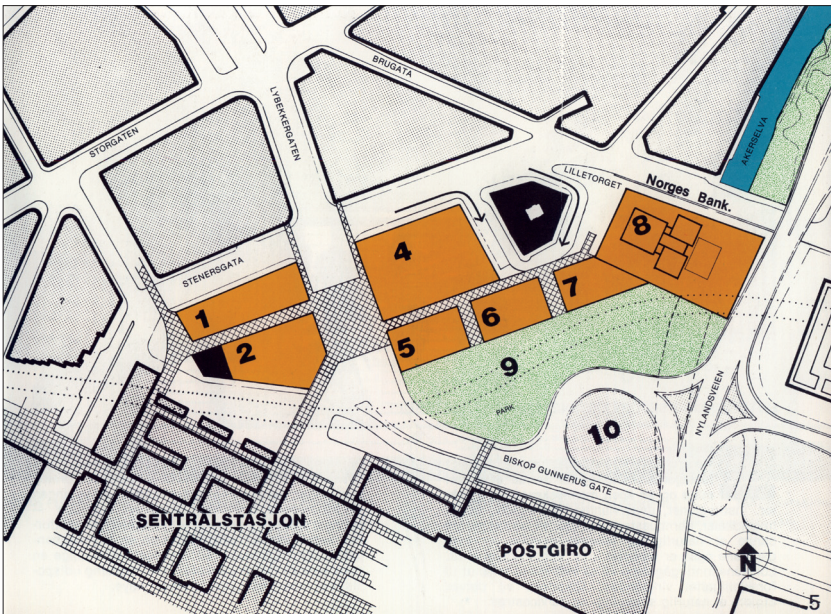 BRUGATA
LYBEKKERGATEN
STORGATEN
AKERSELVA
LILLETORGET
Norges Bank.
8
4
STENERSGATA
?
7
1
6
2
5
9
PARK
10
NYLANDSVEIEN
BISKOP GUNNERUS GATE
SENTRALSTASJON
POSTGIRO
N
5